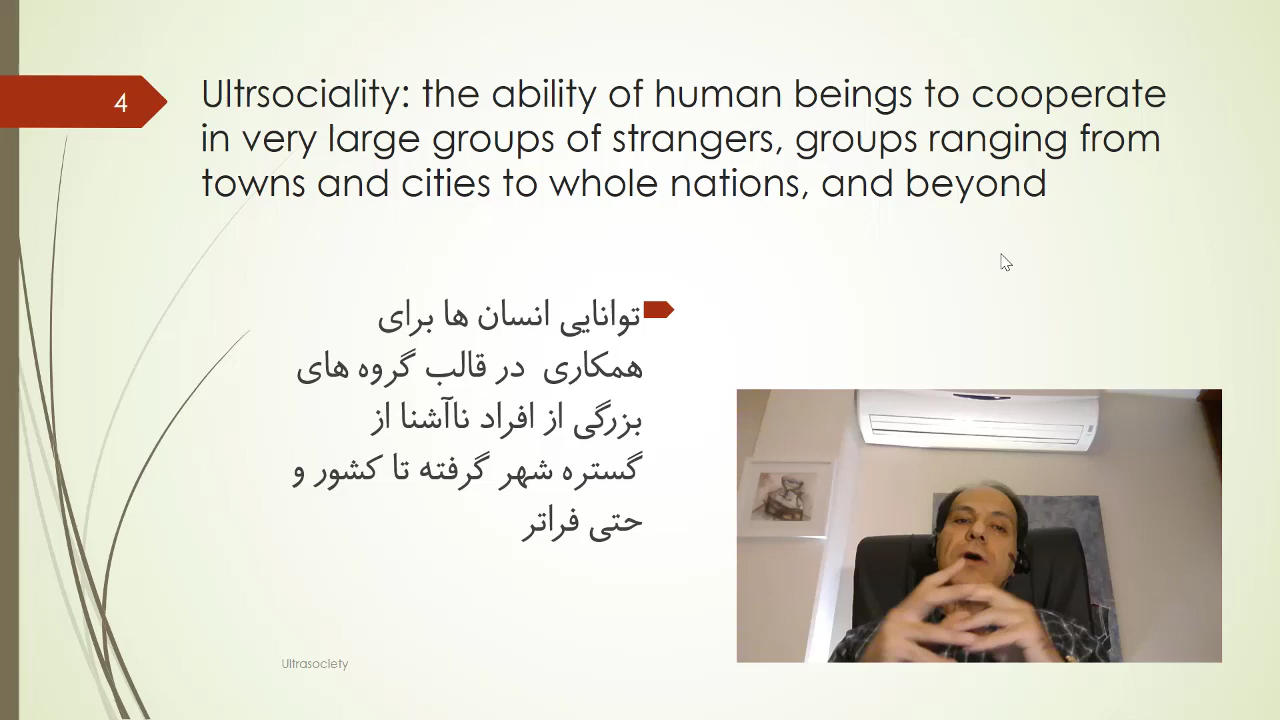 4
Ultrsociality: the ability of human beings to cooperate
in very large groups of strangers, groups ranging from
towns and cities to whole nations, and beyond
توانایی انسان ها برای
همکاری در قالب گروه های
بزرگی از افراد ناآشنا از
گستره شهر گرفته تا کشور و
حتی فراتر
Ultrasociety